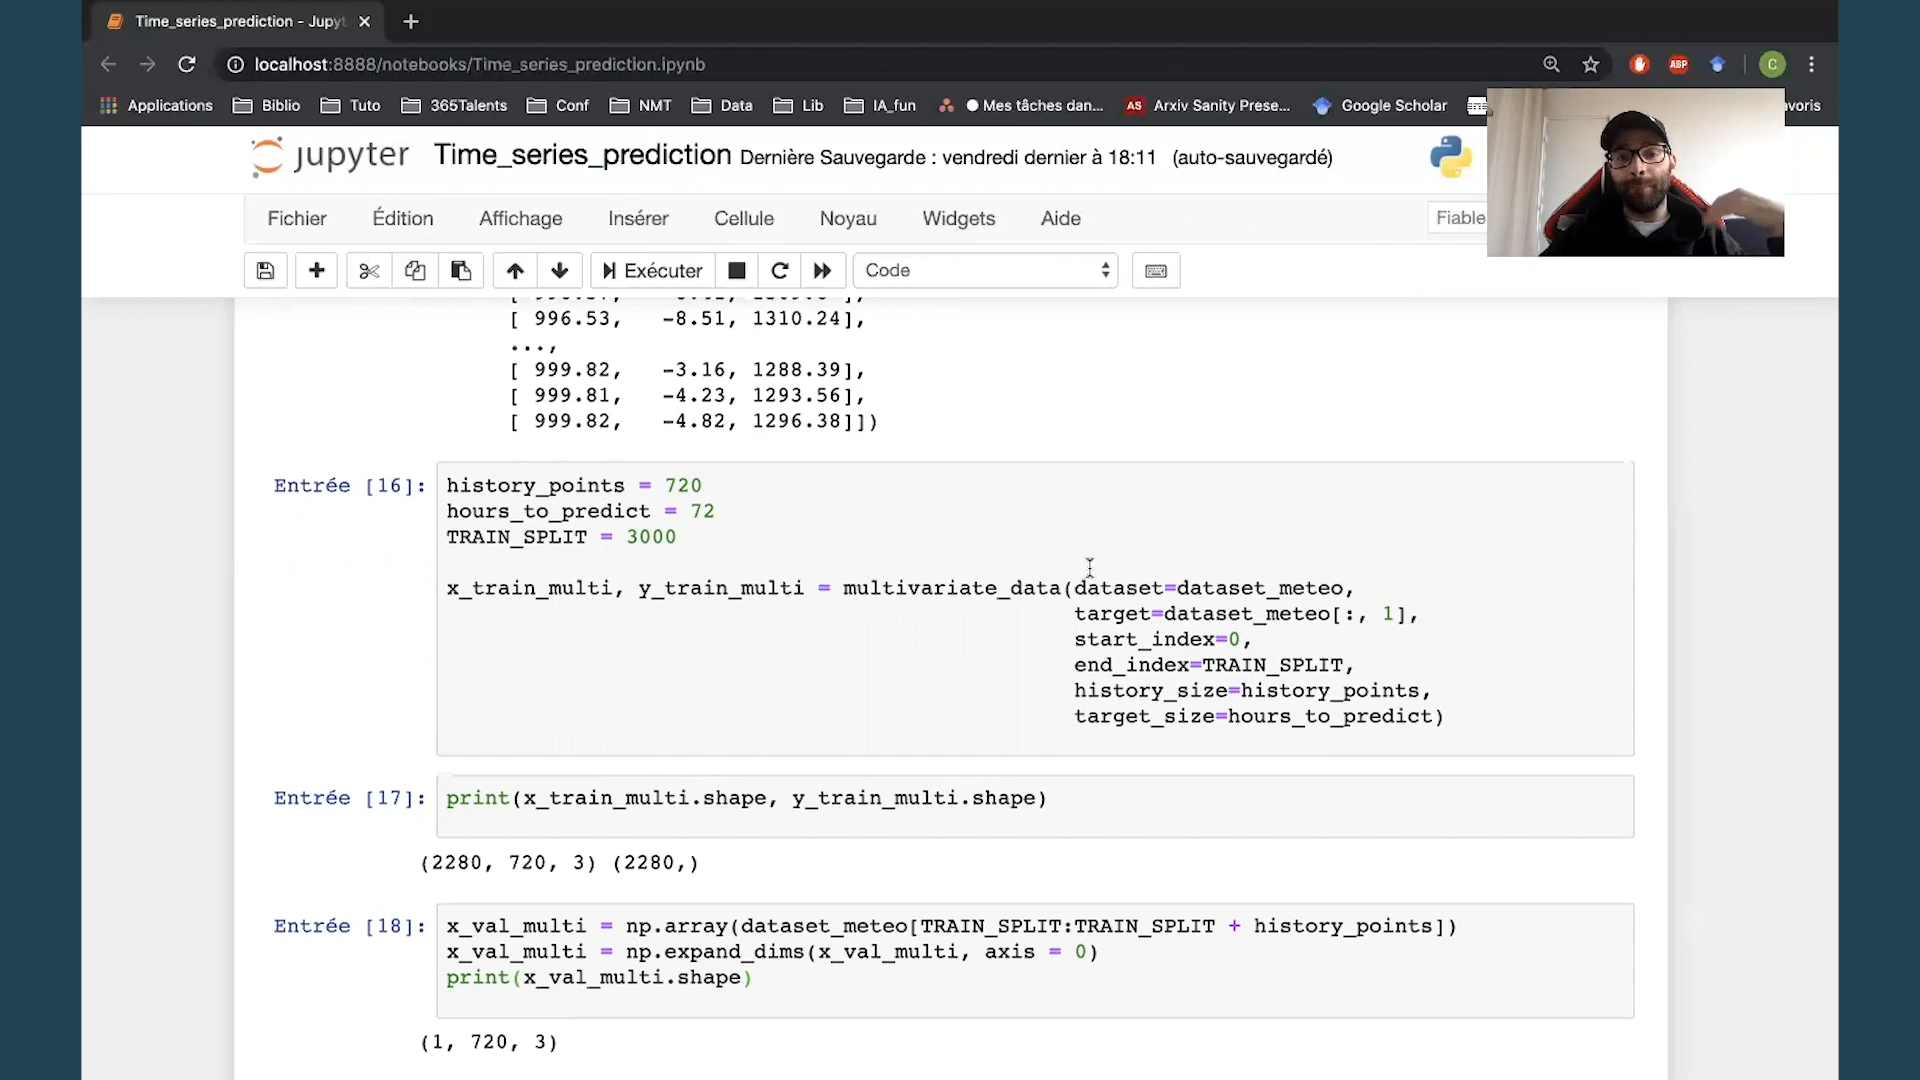 Time_series_prediction - Jupyt
localhost:8888/notebooks/Time_series_prediction.ipynb
ABP
C
Applications Biblio Tuto 365Talents Conf NMT Data Lib IA_fun Mes tâches dan... AS Arxiv Sanity Prese... Google Scholar avoris
jupyter Time_series_prediction Dernière Sauvegarde : vendredi dernier à 18:11 (auto-sauvegardé)
Fichier Édition Affichage Insérer Cellule Noyau Widgets Aide Fiable
Exécuter Code
[ 996.53, -8.51, 1310.24],
...,
[ 999.82, -3.16, 1288.39],
[ 999.81, -4.23, 1293.56],
[ 999.82, -4.82, 1296.38]])
Entrée [16]: history_points = 720
hours_to_predict = 72
TRAIN_SPLIT = 3000
x_train_multi, y_train_multi = multivariate_data(dataset=dataset_meteo,
target=dataset_meteo[:, 1],
start_index=0,
end_index=TRAIN_SPLIT,
history_size=history_points,
target_size=hours_to_predict)
Entrée [17]: print(x_train_multi.shape, y_train_multi.shape)
(2280, 720, 3) (2280,)
Entrée [18]: x_val_multi = np.array(dataset_meteo[TRAIN_SPLIT:TRAIN_SPLIT + history_points])
x_val_multi = np.expand_dims(x_val_multi, axis = 0)
print(x_val_multi.shape)
(1, 720, 3)